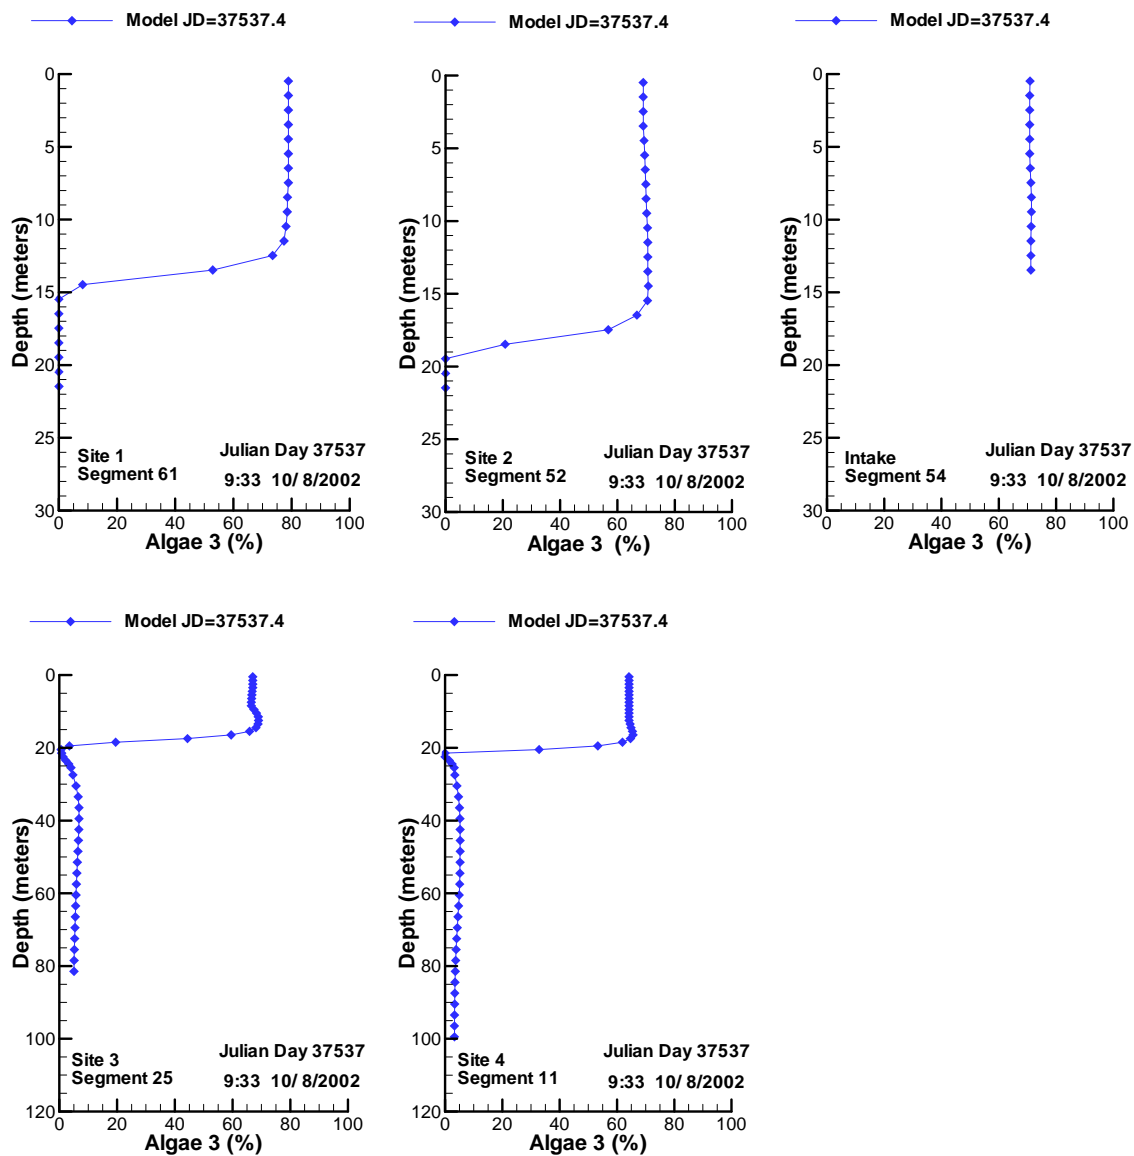 Model JD=37537.4
Model JD=37537.4
Model JD=37537.4
0
5
10
15
20
25
30
Depth (meters)
Site 1
Segment 61
Julian Day 37537
9:33 10/ 8/2002
0 20 40 60 80 100
Algae 3 (%)
0
5
10
15
20
25
30
Depth (meters)
Site 2
Segment 52
Julian Day 37537
9:33 10/ 8/2002
0 20 40 60 80 100
Algae 3 (%)
0
5
10
15
20
25
30
Depth (meters)
Intake
Segment 54
Julian Day 37537
9:33 10/ 8/2002
0 20 40 60 80 100
Algae 3 (%)
Model JD=37537.4
Model JD=37537.4
0
20
40
60
80
100
120
Depth (meters)
Site 3
Segment 25
Julian Day 37537
9:33 10/ 8/2002
0 20 40 60 80 100
Algae 3 (%)
0
20
40
60
80
100
120
Depth (meters)
Site 4
Segment 11
Julian Day 37537
9:33 10/ 8/2002
0 20 40 60 80 100
Algae 3 (%)